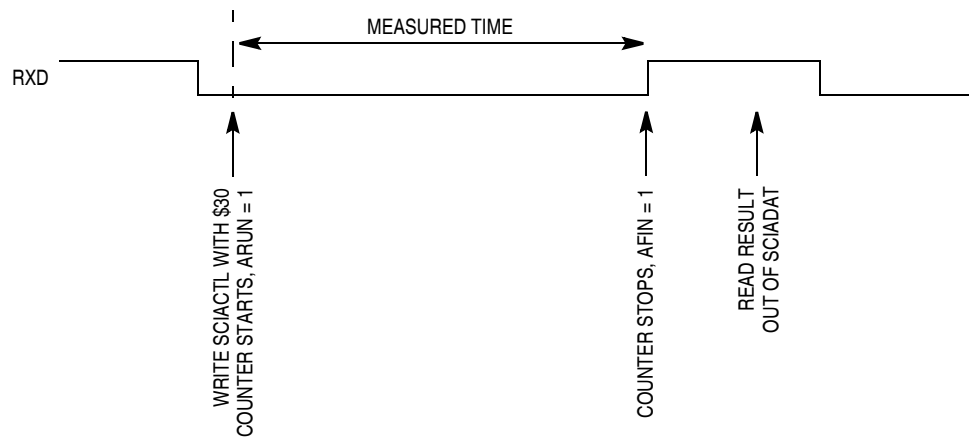 MEASURED TIME
RXD
WRITE SCIACTL WITH $30
COUNTER STARTS, ARUN = 1
COUNTER STOPS, AFIN = 1
READ RESULT
OUT OF SCIADAT